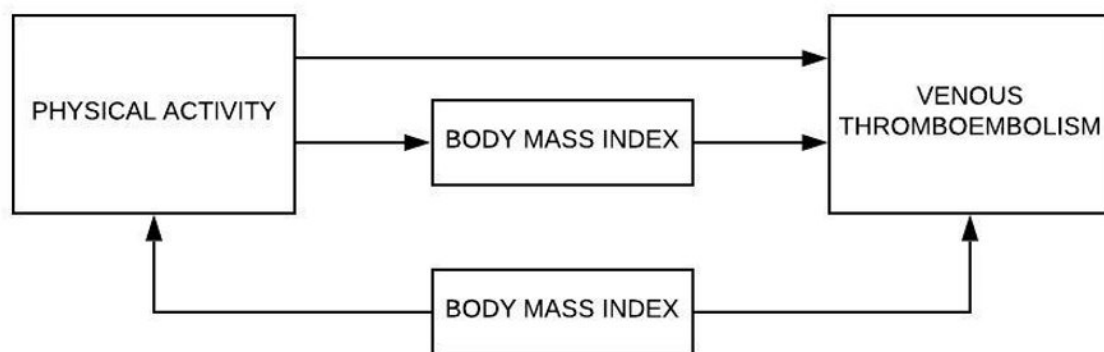 PHYSICAL ACTIVITY
BODY MASS INDEX
VENOUS
THROMBOEMBOLISM
BODY MASS INDEX